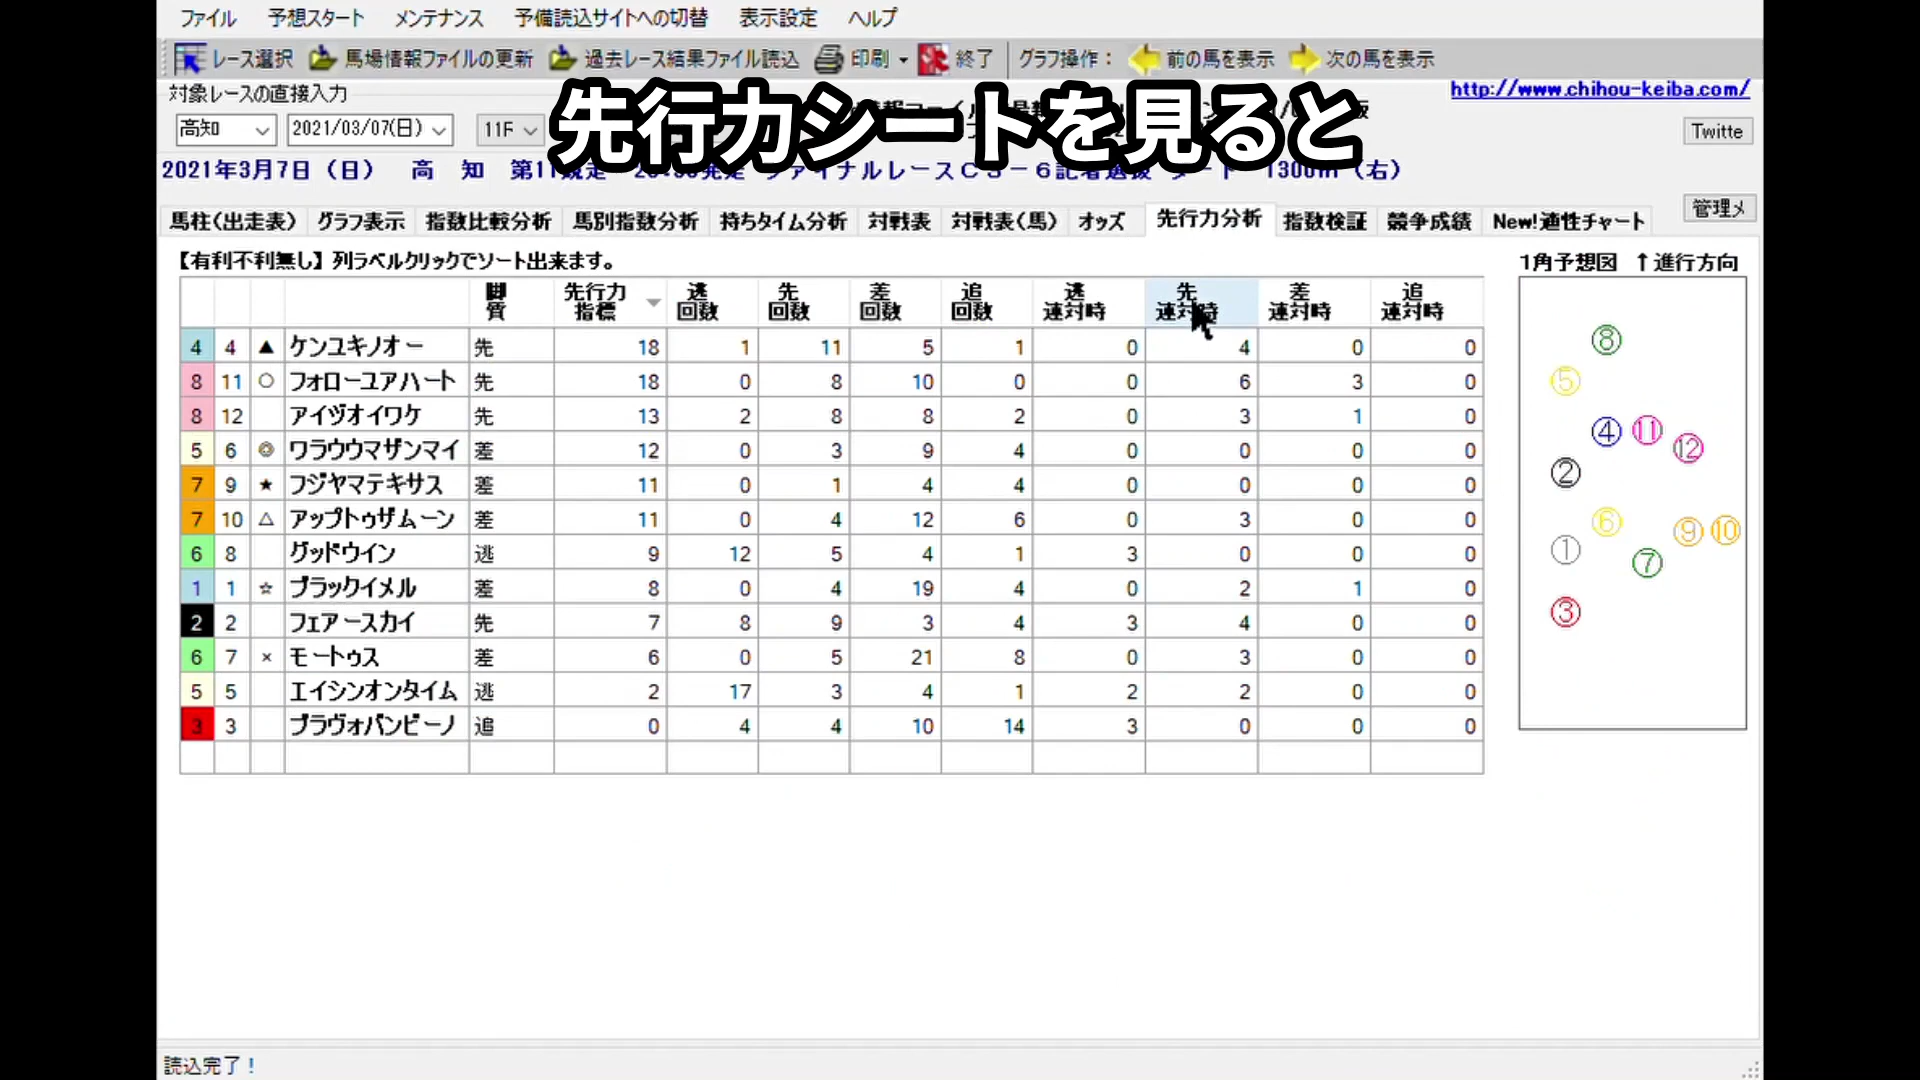 ファイル 予想スタート メンテナンス 予備読込サイトへの切替 表示設定 ヘルプ
レース選択 馬場情報ファイルの更新 過去レース結果ファイル読込 印刷 終了 グラフ操作： 前の馬を表示 次の馬を表示
対象レースの直接入力
http://www.chihou-keiba.com/
先行力シートを見ると
高知 2021/03/07(日) 11R
Twitte
2021年3月7日（日） 高 知 第11競走 ファイナルレースＣ３－６記者選抜 ダート 1300m（右）
管理メ
馬柱(出走表) グラフ表示 指数比較分析 馬別指数分析 持ちタイム分析 対戦表 対戦表(馬) オッズ 先行力分析 指数検証 競争成績 New!適性チャート
【有利不利無し】列ラベルクリックでソート出来ます。
1角予想図 ↑進行方向
脚質 先行力指標 逃回数 先回数 差回数 追回数 逃連対時 先連対時 差連対時 追連対時
4 4 ▲ ケンユキノオー 先 18 1 11 5 1 0 4 0 0
8 11 ○ フォローユアハート 先 18 0 8 10 0 0 6 3 0
8 12 アイヅオイワケ 先 13 2 8 8 2 0 3 1 0
5 6 ◎ ワラウウマザンマイ 差 12 0 3 9 4 0 0 0 0
7 9 ★ フジヤマテキサス 差 11 0 1 4 4 0 0 0 0
7 10 △ アップトゥザムーン 差 11 0 4 12 6 0 3 0 0
6 8 グッドウイン 逃 9 12 5 4 1 3 0 0 0
1 1 ☆ ブラックイメル 差 8 0 4 19 4 0 2 1 0
2 2 フェアースカイ 先 7 8 9 3 4 3 4 0 0
6 7 × モートゥス 差 6 0 5 21 8 0 3 0 0
5 5 エイシンオンタイム 逃 2 17 3 4 1 2 2 0 0
3 3 ブラヴォバンビーノ 追 0 4 4 10 14 3 0 0 0
⑧
⑤
④ ⑪ ⑫
②
⑥ ⑨ ⑩
① ⑦
③
読込完了！